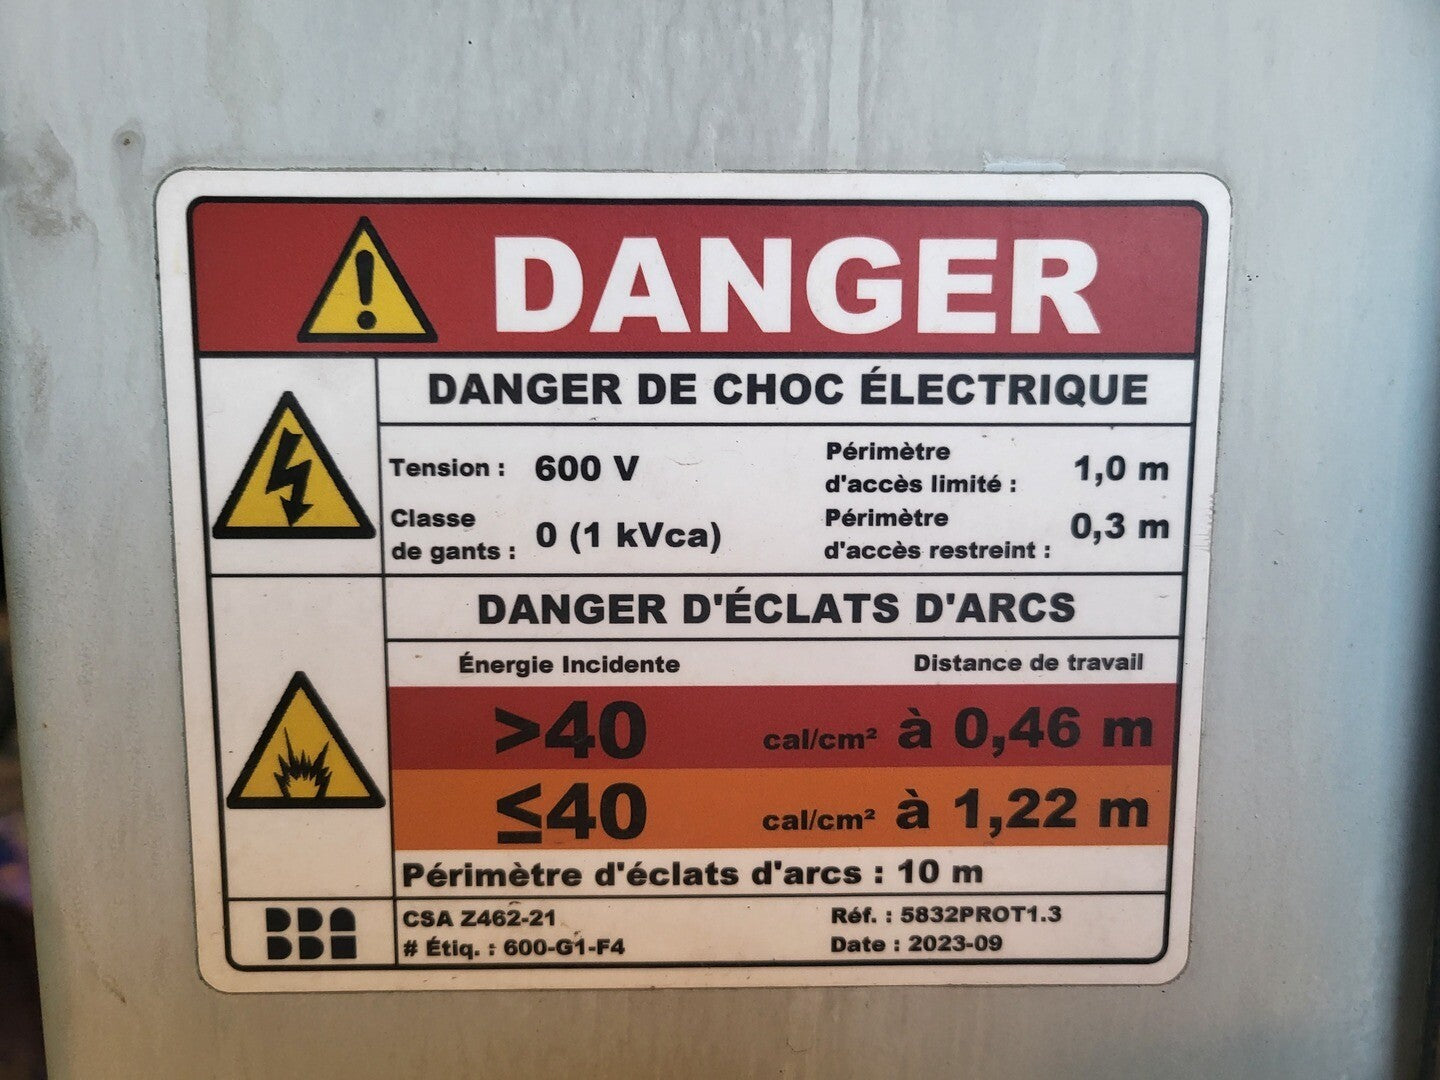 DANGER
DANGER DE CHOC ÉLECTRIQUE
Tension : 600 V
Périmètre
d'accès limité : 1,0 m
Classe
de gants : 0 (1 kVca)
Périmètre
d'accès restreint : 0,3 m
DANGER D'ÉCLATS D'ARCS
Énergie Incidente Distance de travail
>40 cal/cm² à 0,46 m
≤40 cal/cm² à 1,22 m
Périmètre d'éclats d'arcs : 10 m
CSA Z462-21 Réf. : 5832PROT1.3
# Étiq. : 600-G1-F4 Date : 2023-09
BBA